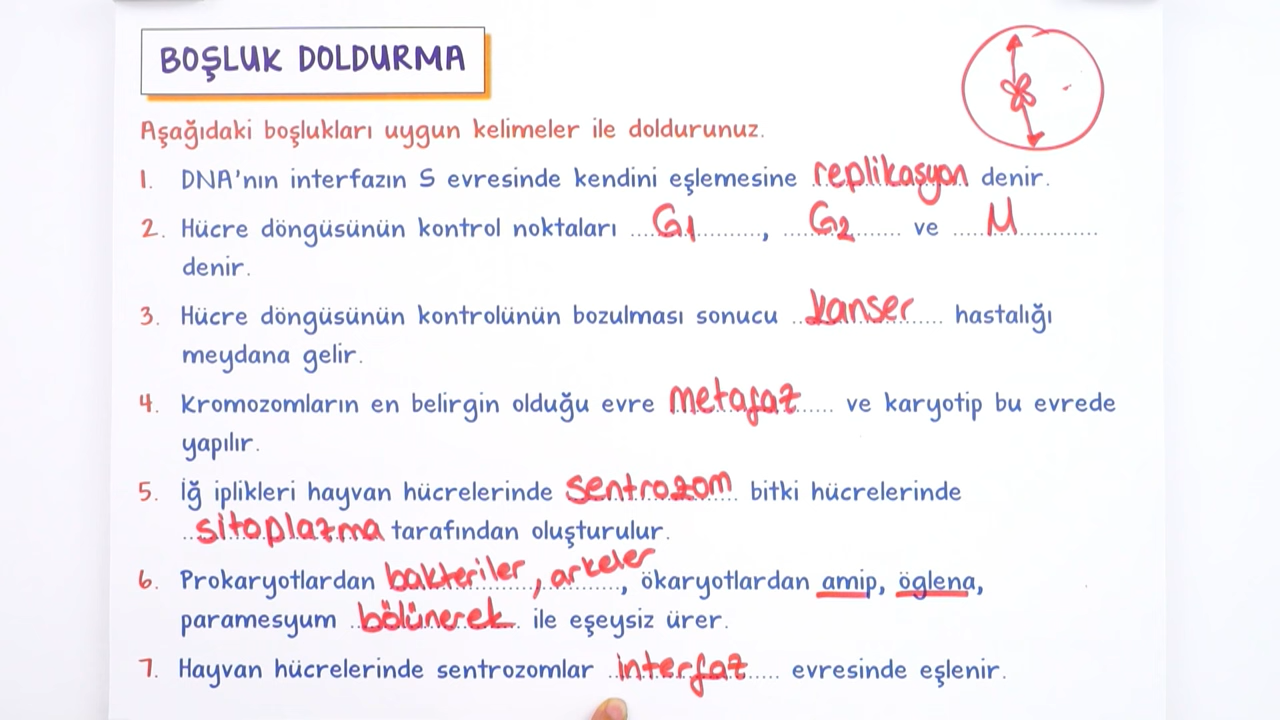 BOŞLUK DOLDURMA
Aşağıdaki boşlukları uygun kelimeler ile doldurunuz.
1. DNA'nın interfazın S evresinde kendini eşlemesine replikasyon denir.
2. Hücre döngüsünün kontrol noktaları G1, G2 ve M
denir.
3. Hücre döngüsünün kontrolünün bozulması sonucu kanser hastalığı
meydana gelir.
4. Kromozomların en belirgin olduğu evre metafaz ve karyotip bu evrede
yapılır.
5. İğ iplikleri hayvan hücrelerinde sentrozom bitki hücrelerinde
sitoplazma tarafından oluşturulur.
6. Prokaryotlardan bakteriler, arkeler, ökaryotlardan amip, öglena,
paramesyum bölünerek ile eşeysiz ürer.
7. Hayvan hücrelerinde sentrozomlar interfaz evresinde eşlenir.